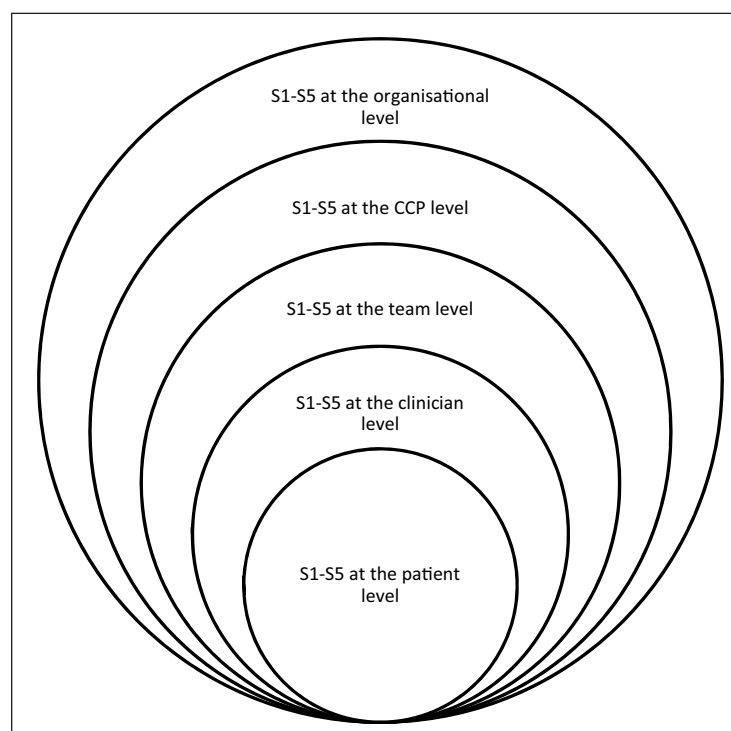 S1-S5 at the organisational
level
S1-S5 at the CCP level
S1-S5 at the team level
S1-S5 at the clinician
level
S1-S5 at the patient
level